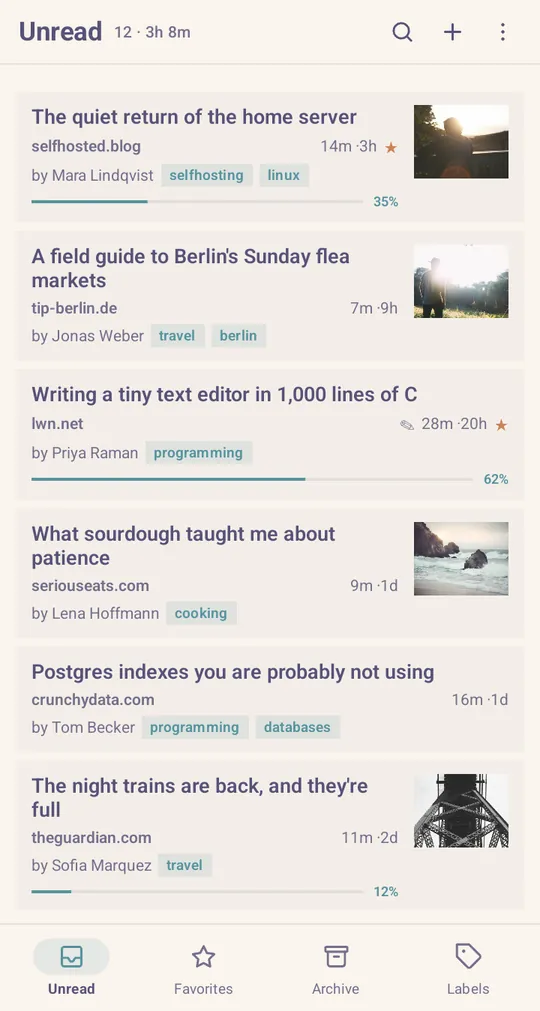 Unread 12 · 3h 8m
The quiet return of the home server
selfhosted.blog 14m ·3h ★
by Mara Lindqvist selfhosting linux
35%
A field guide to Berlin's Sunday flea
markets
tip-berlin.de 7m ·9h
by Jonas Weber travel berlin
Writing a tiny text editor in 1,000 lines of C
lwn.net ✎ 28m ·20h ★
by Priya Raman programming
62%
What sourdough taught me about
patience
seriouseats.com 9m ·1d
by Lena Hoffmann cooking
Postgres indexes you are probably not using
crunchydata.com 16m ·1d
by Tom Becker programming databases
The night trains are back, and they're
full
theguardian.com 11m ·2d
by Sofia Marquez travel
12%
Unread Favorites Archive Labels